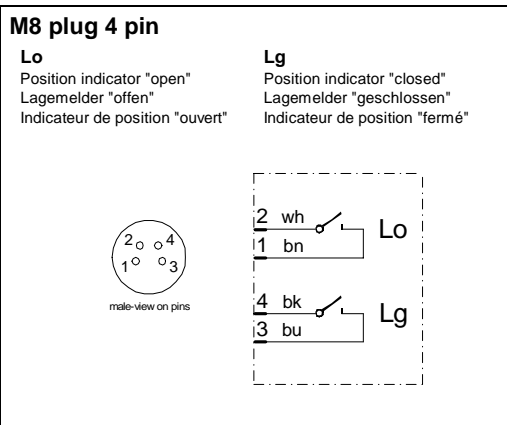 M8 plug 4 pin
Lo
Position indicator "open"
Lagemelder "offen"
Indicateur de position "ouvert"
Lg
Position indicator "closed"
Lagemelder "geschlossen"
Indicateur de position "fermé"
2 4
1 3
male-view on pins
2 wh
1 bn
Lo
4 bk
3 bu
Lg